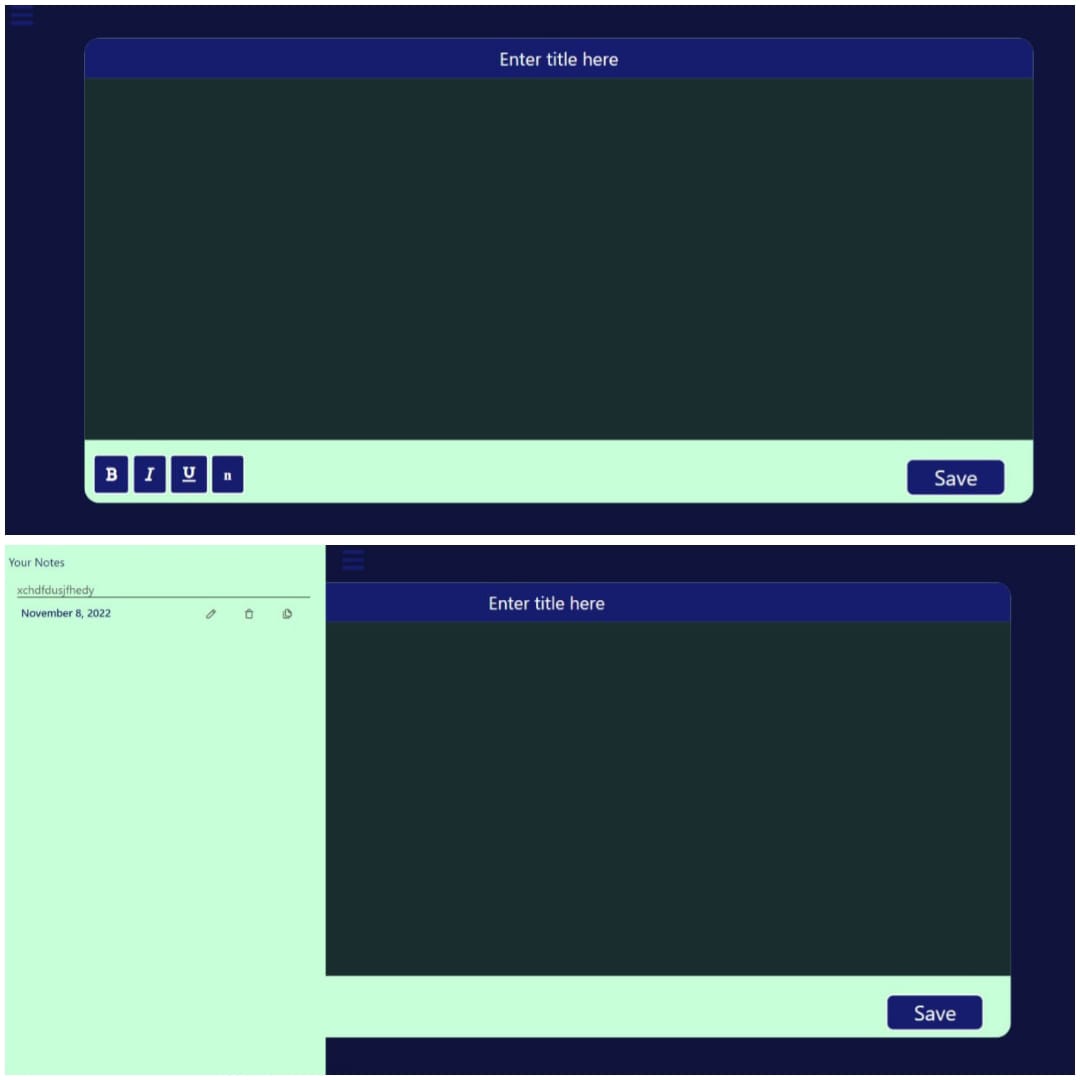 Enter title here
B I U n
Save
Your Notes
xchdfdusjfhedy
November 8, 2022
Enter title here
Save